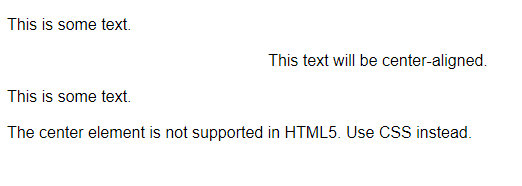 This is some text.
This text will be center-aligned.
This is some text.
The center element is not supported in HTML5. Use CSS instead.